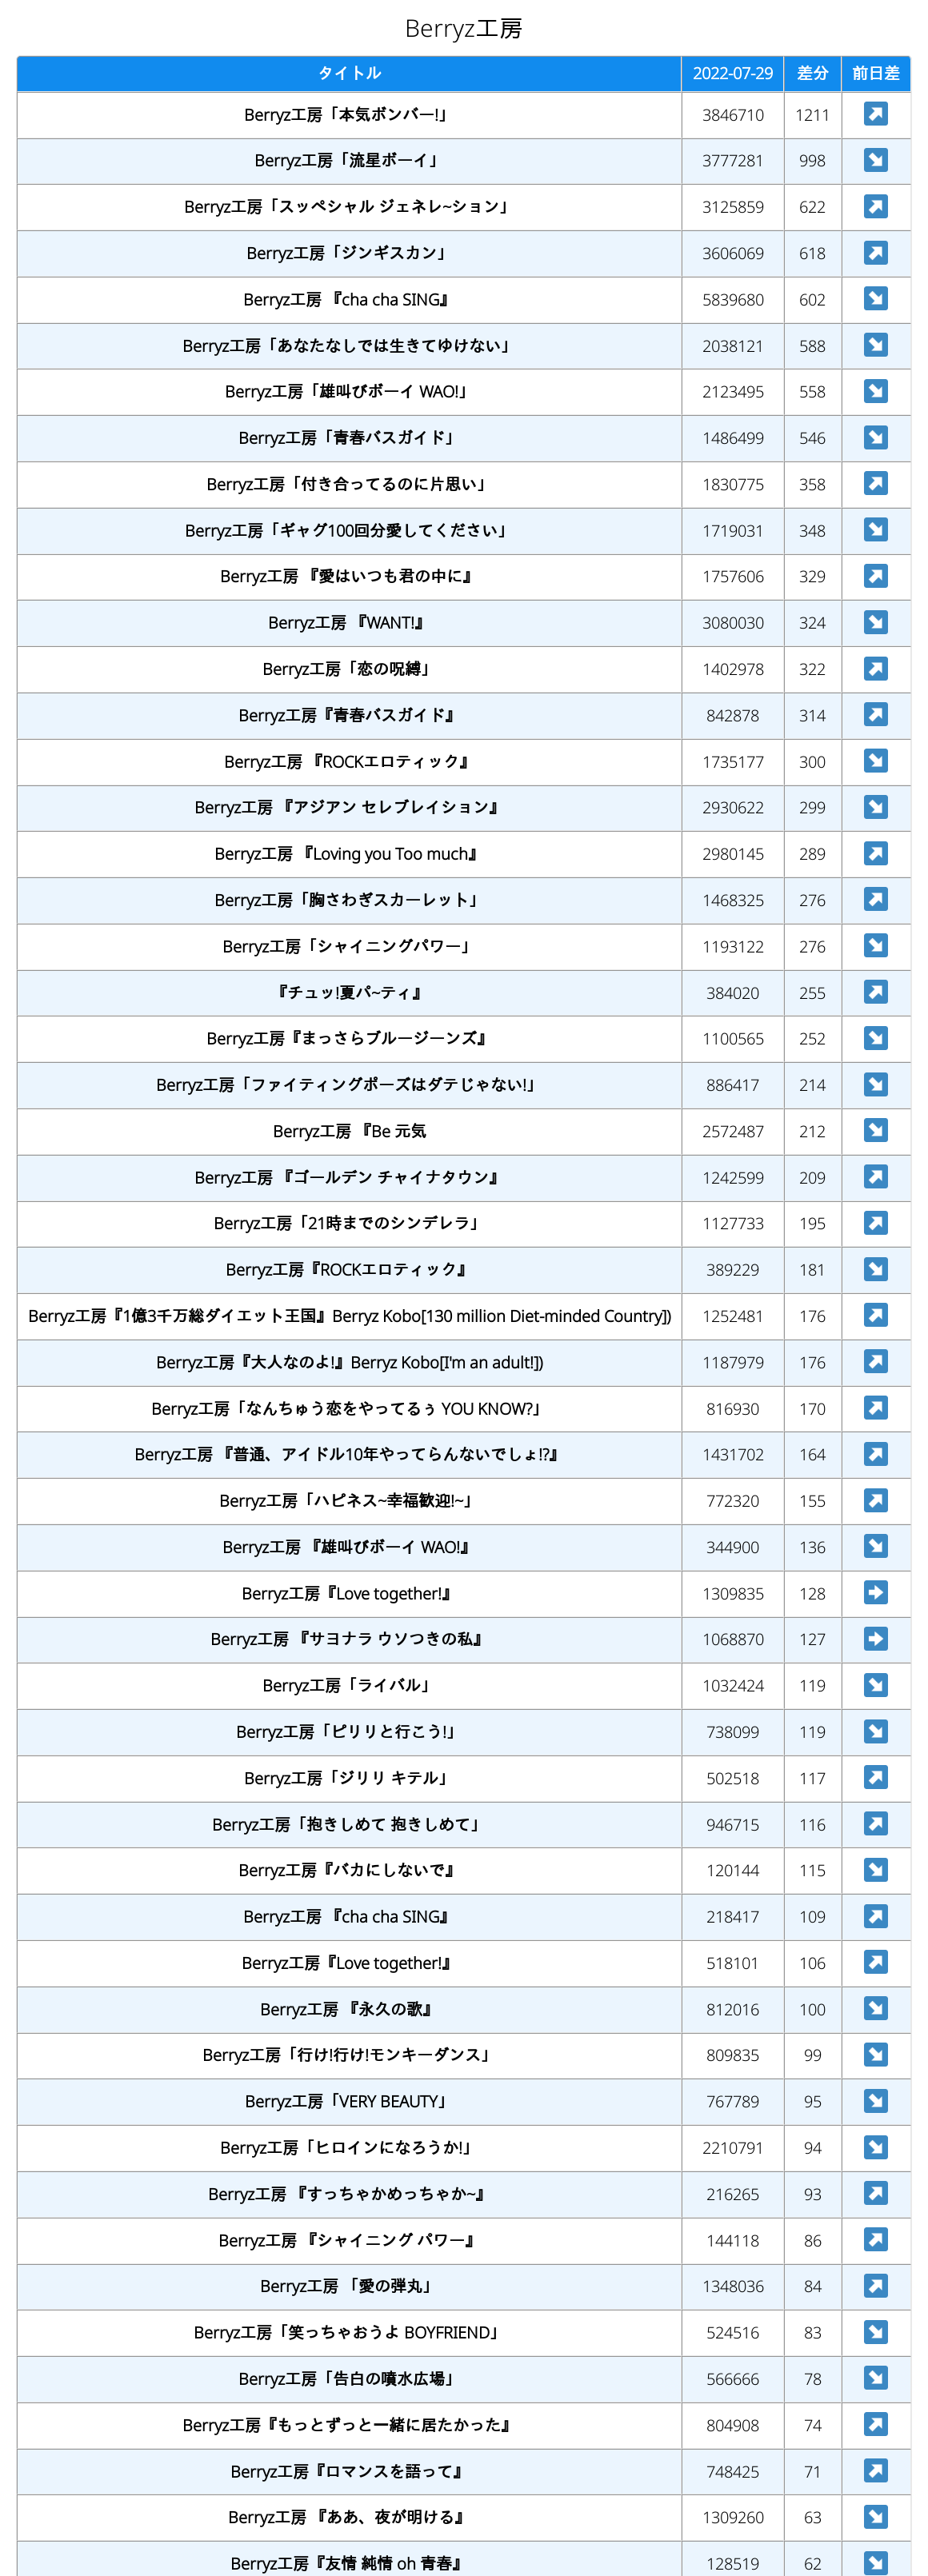 Berryz工房
タイトル 2022-07-29 差分 前日差
Berryz工房「本気ボンバー!」 3846710 1211
Berryz工房「流星ボーイ」 3777281 998
Berryz工房「スッペシャル ジェネレ~ション」 3125859 622
Berryz工房「ジンギスカン」 3606069 618
Berryz工房 『cha cha SING』 5839680 602
Berryz工房「あなたなしでは生きてゆけない」 2038121 588
Berryz工房「雄叫びボーイ WAO!」 2123495 558
Berryz工房「青春バスガイド」 1486499 546
Berryz工房「付き合ってるのに片思い」 1830775 358
Berryz工房「ギャグ100回分愛してください」 1719031 348
Berryz工房 『愛はいつも君の中に』 1757606 329
Berryz工房 『WANT!』 3080030 324
Berryz工房「恋の呪縛」 1402978 322
Berryz工房『青春バスガイド』 842878 314
Berryz工房 『ROCKエロティック』 1735177 300
Berryz工房 『アジアン セレブレイション』 2930622 299
Berryz工房 『Loving you Too much』 2980145 289
Berryz工房「胸さわぎスカーレット」 1468325 276
Berryz工房「シャイニングパワー」 1193122 276
『チュッ!夏パ~ティ』 384020 255
Berryz工房『まっさらブルージーンズ』 1100565 252
Berryz工房「ファイティングポーズはダテじゃない!」 886417 214
Berryz工房 『Be 元気 2572487 212
Berryz工房 『ゴールデン チャイナタウン』 1242599 209
Berryz工房「21時までのシンデレラ」 1127733 195
Berryz工房『ROCKエロティック』 389229 181
Berryz工房『1億3千万総ダイエット王国』Berryz Kobo[130 million Diet-minded Country]) 1252481 176
Berryz工房『大人なのよ!』Berryz Kobo[I'm an adult!]) 1187979 176
Berryz工房「なんちゅう恋をやってるぅ YOU KNOW?」 816930 170
Berryz工房 『普通、アイドル10年やってらんないでしょ!?』 1431702 164
Berryz工房「ハピネス~幸福歓迎!~」 772320 155
Berryz工房 『雄叫びボーイ WAO!』 344900 136
Berryz工房『Love together!』 1309835 128
Berryz工房 『サヨナラ ウソつきの私』 1068870 127
Berryz工房「ライバル」 1032424 119
Berryz工房「ピリリと行こう!」 738099 119
Berryz工房「ジリリ キテル」 502518 117
Berryz工房「抱きしめて 抱きしめて」 946715 116
Berryz工房『バカにしないで』 120144 115
Berryz工房 『cha cha SING』 218417 109
Berryz工房『Love together!』 518101 106
Berryz工房 『永久の歌』 812016 100
Berryz工房「行け!行け!モンキーダンス」 809835 99
Berryz工房「VERY BEAUTY」 767789 95
Berryz工房「ヒロインになろうか!」 2210791 94
Berryz工房 『すっちゃかめっちゃか~』 216265 93
Berryz工房 『シャイニング パワー』 144118 86
Berryz工房 「愛の弾丸」 1348036 84
Berryz工房「笑っちゃおうよ BOYFRIEND」 524516 83
Berryz工房「告白の噴水広場」 566666 78
Berryz工房『もっとずっと一緒に居たかった』 804908 74
Berryz工房『ロマンスを語って』 748425 71
Berryz工房 『ああ、夜が明ける』 1309260 63
Berryz工房『友情 純情 oh 青春』 128519 62